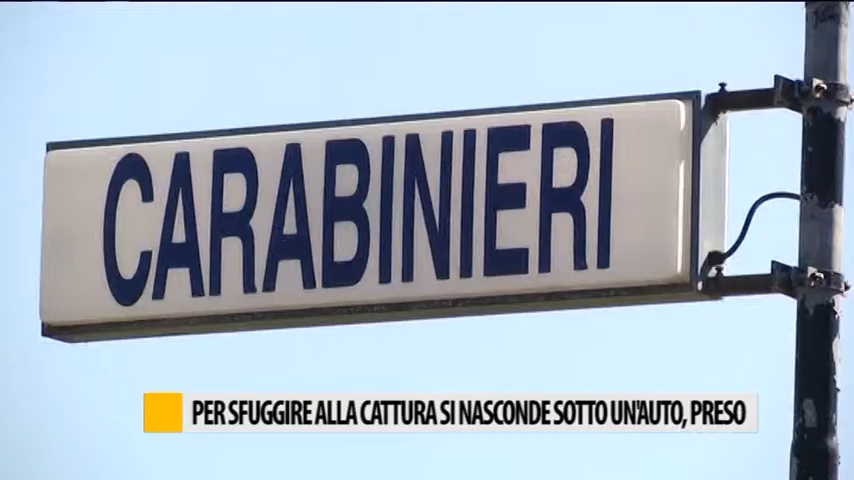 CARABINIERI
PER SFUGGIRE ALLA CATTURA SI NASCONDE SOTTO UN'AUTO, PRESO